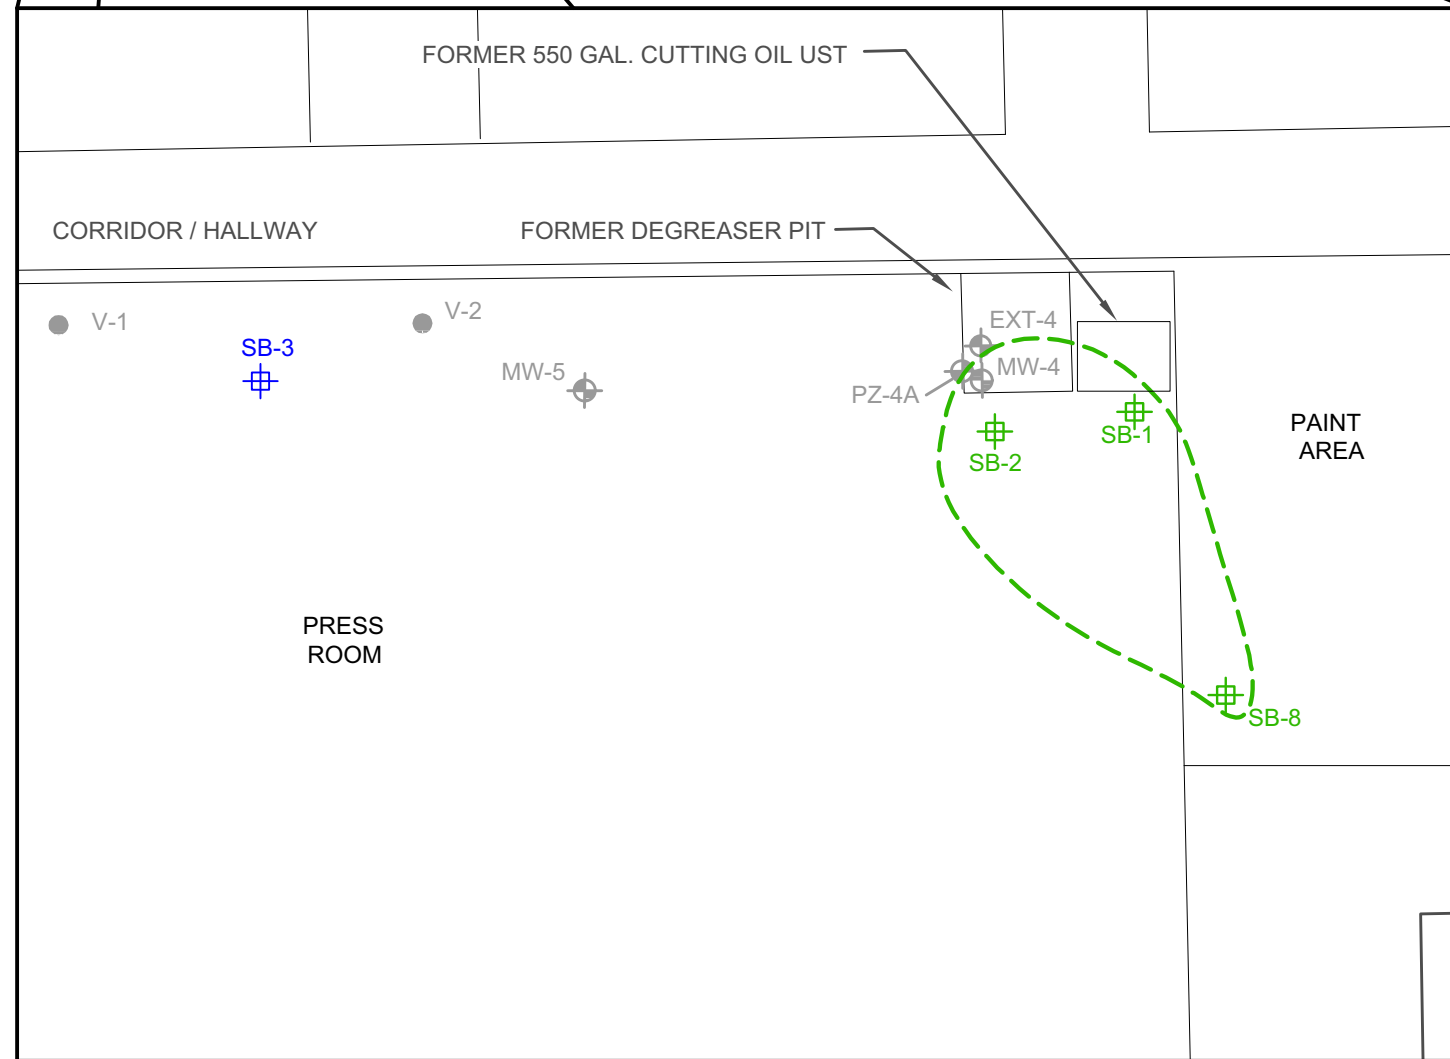 FORMER 550 GAL. CUTTING OIL UST
CORRIDOR / HALLWAY
FORMER DEGREASER PIT
V-1
V-2
EXT-4
SB-3
MW-5
MW-4
PZ-4A
SB-1
SB-2
PAINT
AREA
PRESS
ROOM
SB-8